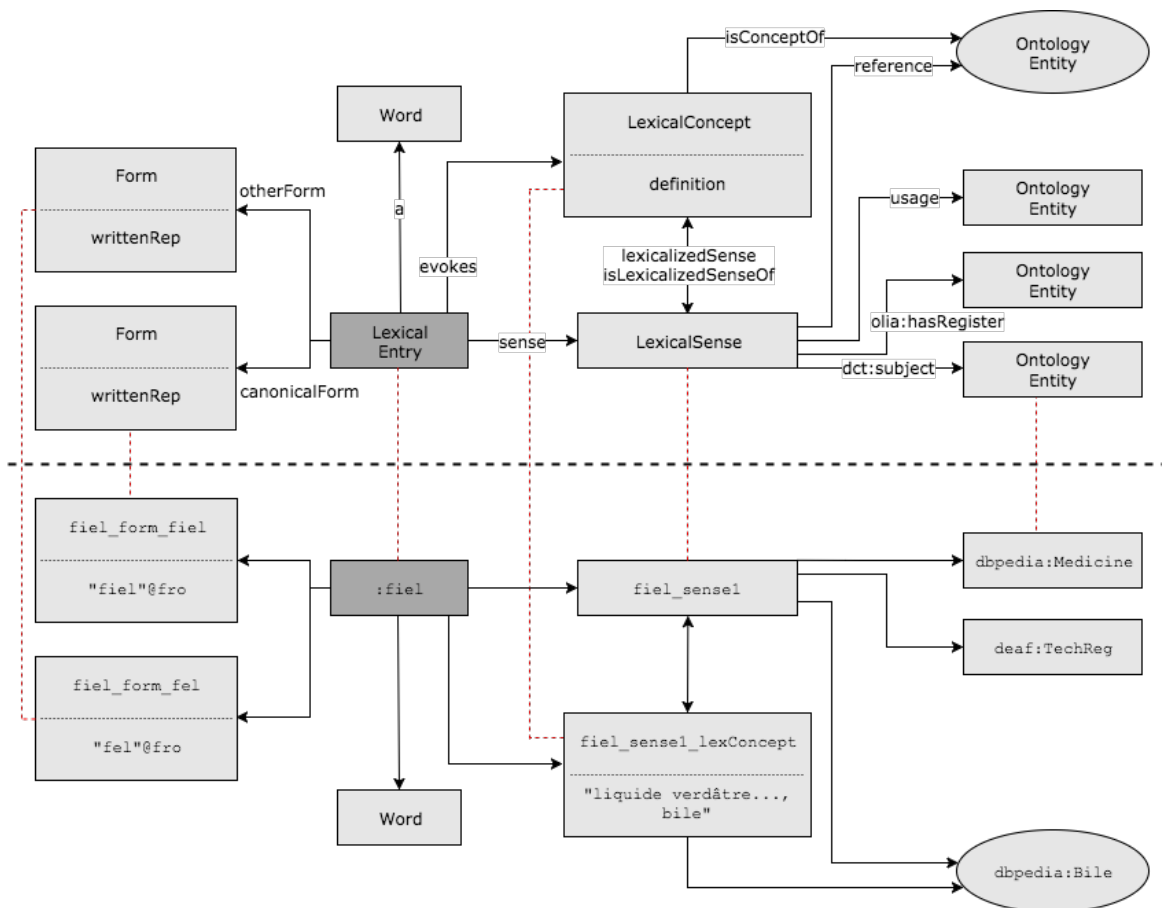 isConceptOf
Ontology
Entity
reference
Word
LexicalConcept
definition
Form
writtenRep
otherForm
a
evokes
usage
Ontology
Entity
lexicalizedSense
isLexicalizedSenseOf
Ontology
Entity
olia:hasRegister
Form
writtenRep
canonicalForm
Lexical
Entry
sense
LexicalSense
dct:subject
Ontology
Entity
fiel_form_fiel
"fiel"@fro
:fiel
fiel_sense1
dbpedia:Medicine
deaf:TechReg
fiel_form_fel
"fel"@fro
fiel_sense1_lexConcept
"liquide verdâtre...,
bile"
Word
dbpedia:Bile